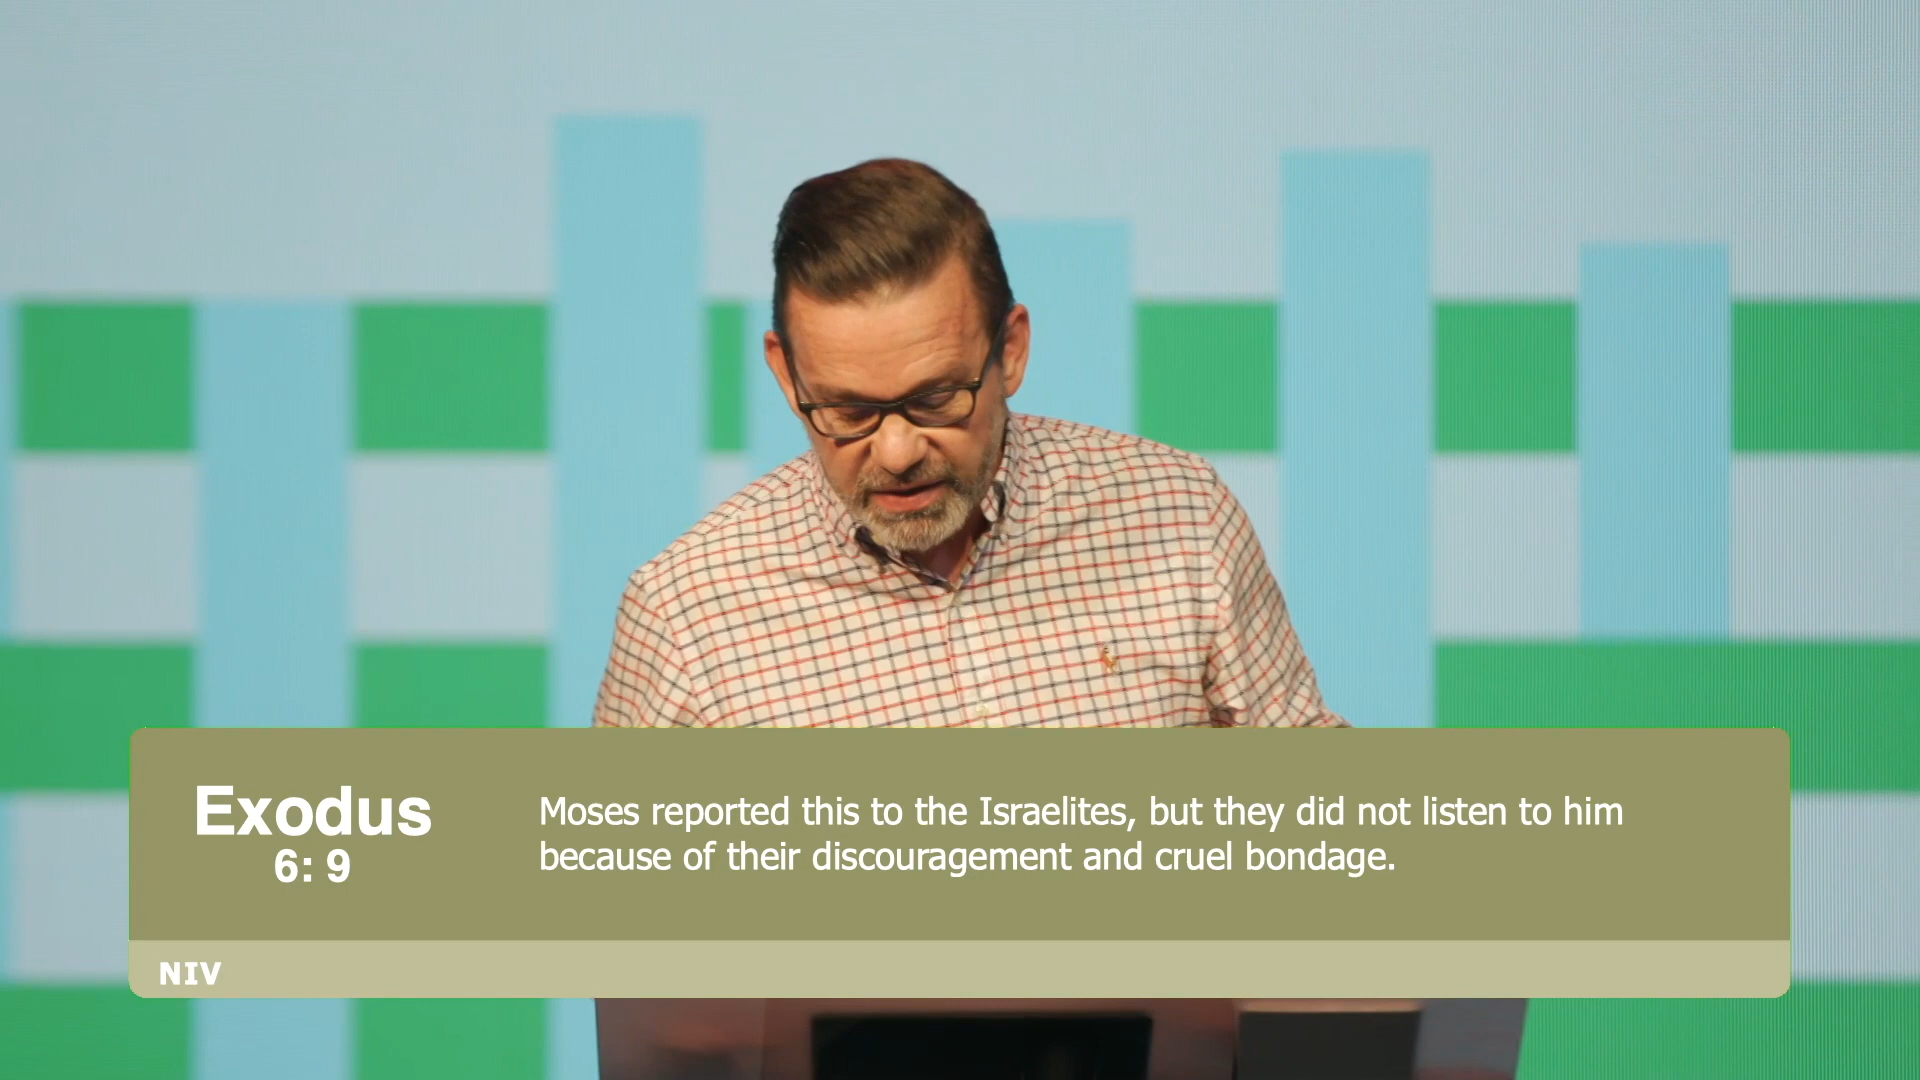 Exodus
6: 9
Moses reported this to the Israelites, but they did not listen to him
because of their discouragement and cruel bondage.
NIV